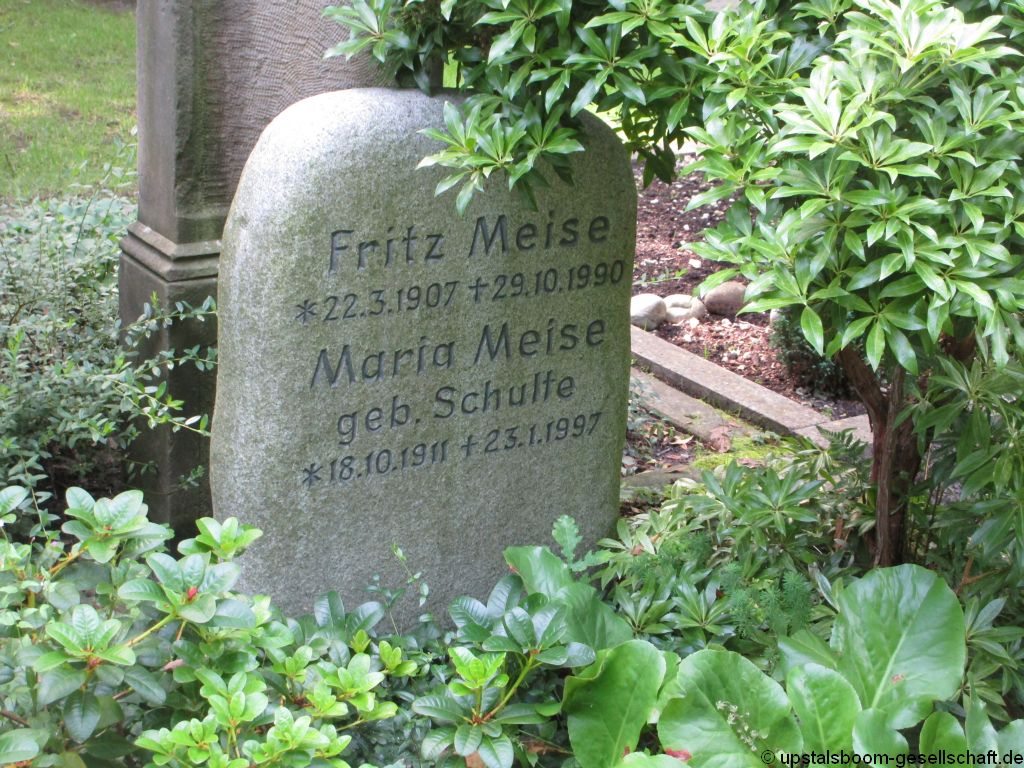 Fritz Meise
* 22.3.1907 † 29.10.1990
Maria Meise
geb. Schulte
* 18.10.1911 † 23.1.1997
© upstalsboom-gesellschaft.de